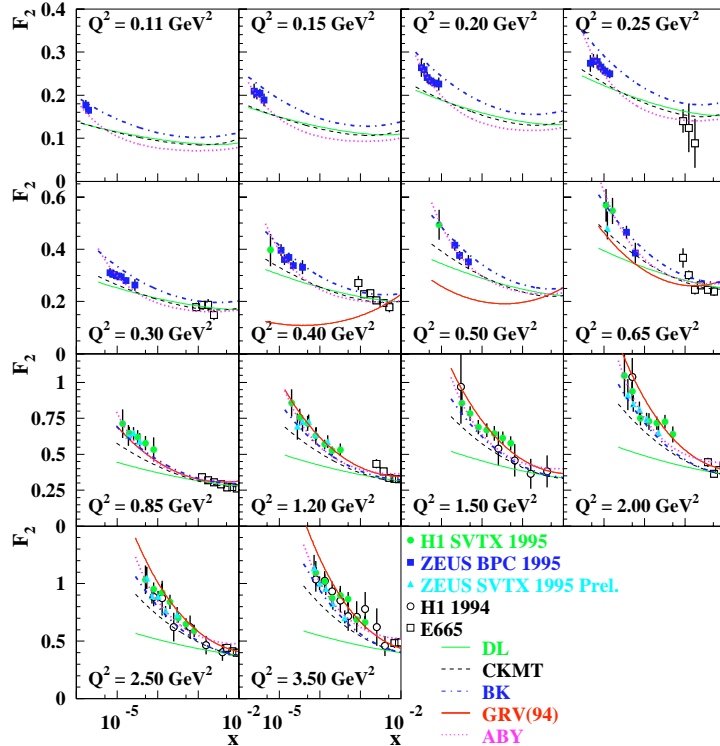 F2
Q² = 0.11 GeV²
Q² = 0.15 GeV²
Q² = 0.20 GeV²
Q² = 0.25 GeV²
0.4
0.3
0.2
0.1
0
F2
0.6
0.4
0.2
0
Q² = 0.30 GeV²
Q² = 0.40 GeV²
Q² = 0.50 GeV²
Q² = 0.65 GeV²
F2
1
0.75
0.5
0.25
0
Q² = 0.85 GeV²
Q² = 1.20 GeV²
Q² = 1.50 GeV²
Q² = 2.00 GeV²
F2
1
0.5
0
Q² = 2.50 GeV²
Q² = 3.50 GeV²
10⁻⁵
10⁻²
10⁻⁵
10⁻²
x
x
H1 SVTX 1995
ZEUS BPC 1995
ZEUS SVTX 1995 Prel.
H1 1994
E665
DL
CKMT
BK
GRV(94)
ABY